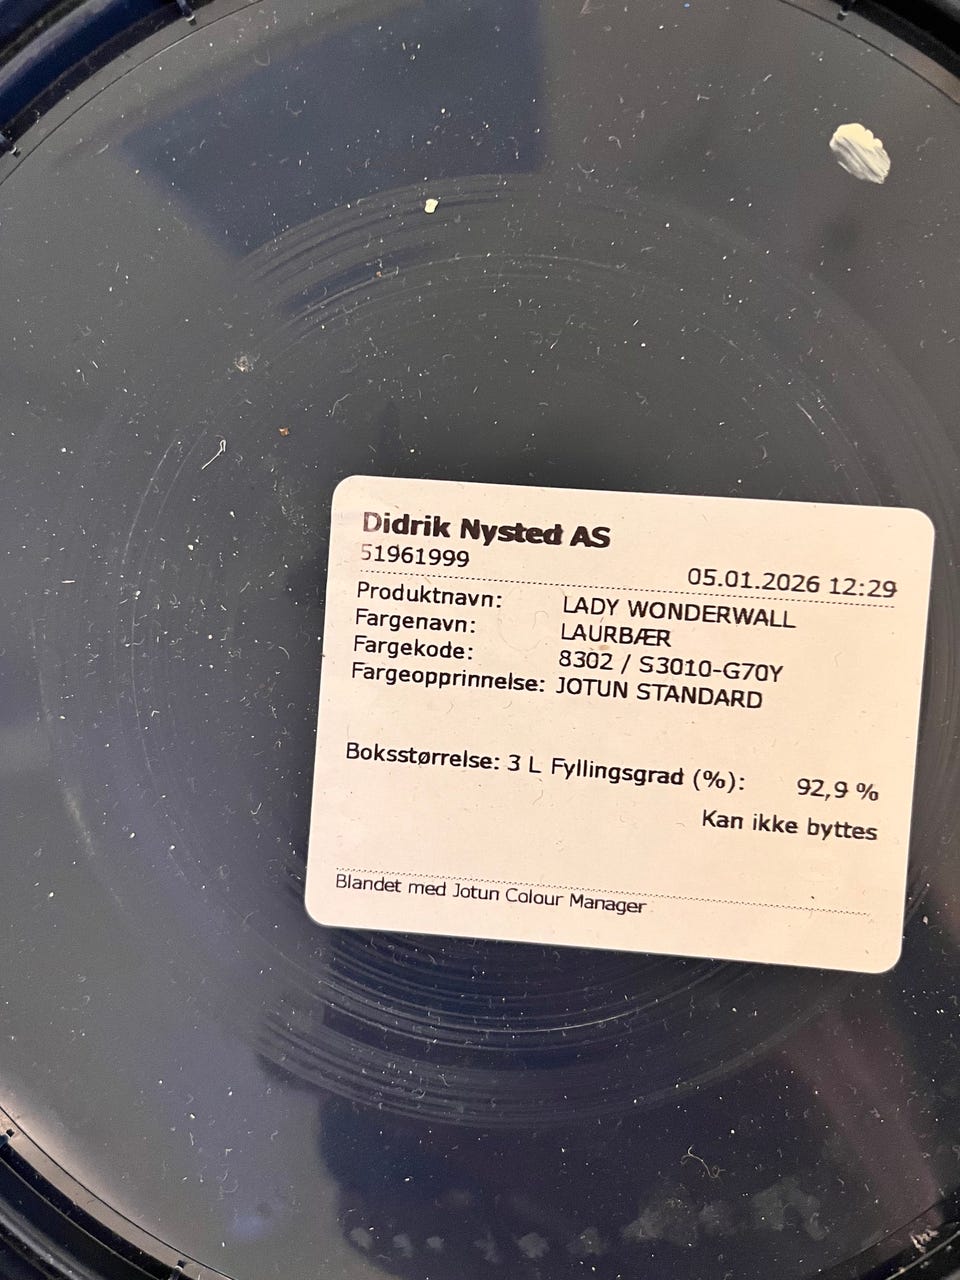 Didrik Nysted AS
51961999
05.01.2026 12:29
Produktnavn: LADY WONDERWALL
Fargenavn: LAURBÆR
Fargekode: 8302 / S3010-G70Y
Fargeopprinnelse: JOTUN STANDARD
Boksstørrelse: 3 L Fyllingsgrad (%): 92,9 %
Kan ikke byttes
Blandet med Jotun Colour Manager